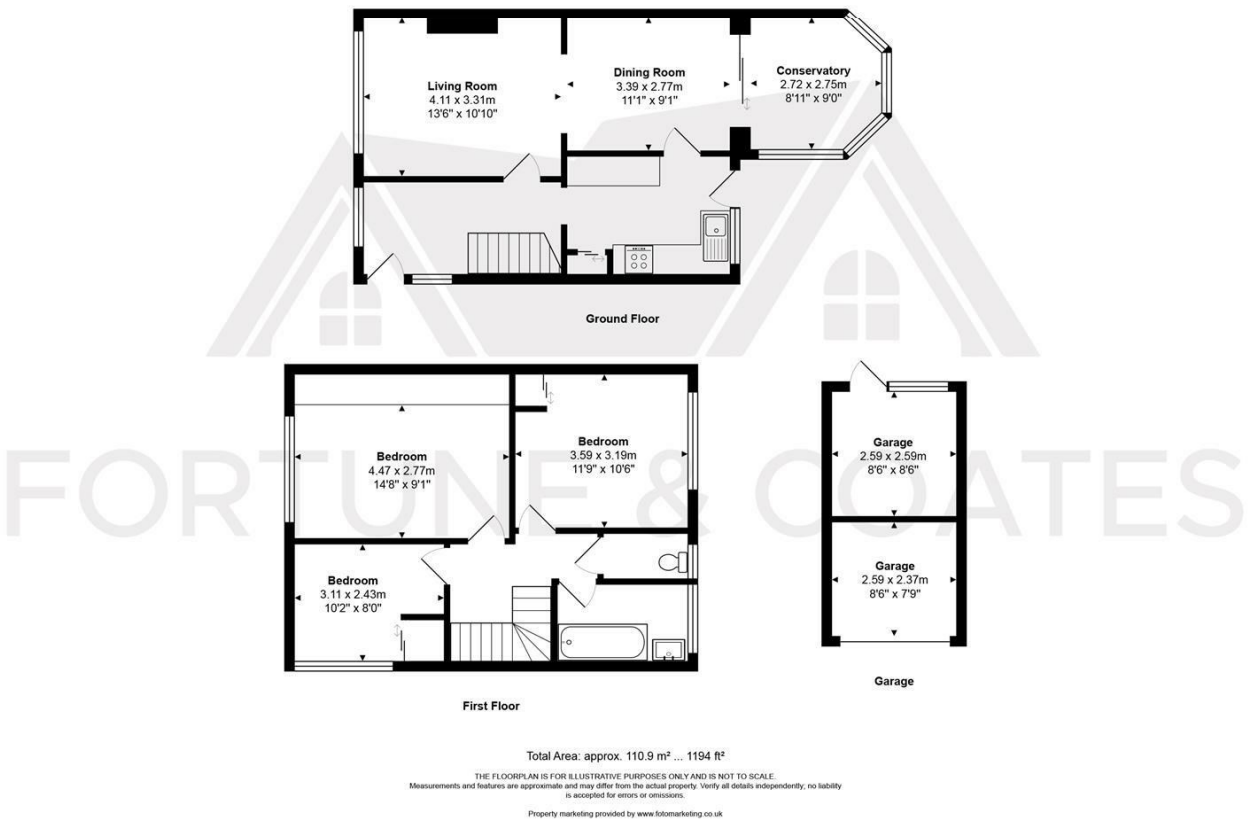 Living Room
4.11 x 3.31m
13'6" x 10'10"
Dining Room
3.39 x 2.77m
11'1" x 9'1"
Conservatory
2.72 x 2.75m
8'11" x 9'0"
Ground Floor
Bedroom
4.47 x 2.77m
14'8" x 9'1"
Bedroom
3.59 x 3.19m
11'9" x 10'6"
Bedroom
3.11 x 2.43m
10'2" x 8'0"
First Floor
Garage
2.59 x 2.59m
8'6" x 8'6"
Garage
2.59 x 2.37m
8'6" x 7'9"
Garage
FORTUNE & COATES
Total Area: approx. 110.9 m² ... 1194 ft²
THE FLOORPLAN IS FOR ILLUSTRATIVE PURPOSES ONLY AND IS NOT TO SCALE.
Measurements and features are approximate and may differ from the actual property. Verify all details independently; no liability
is accepted for errors or omissions.
Property marketing provided by www.fotomarketing.co.uk